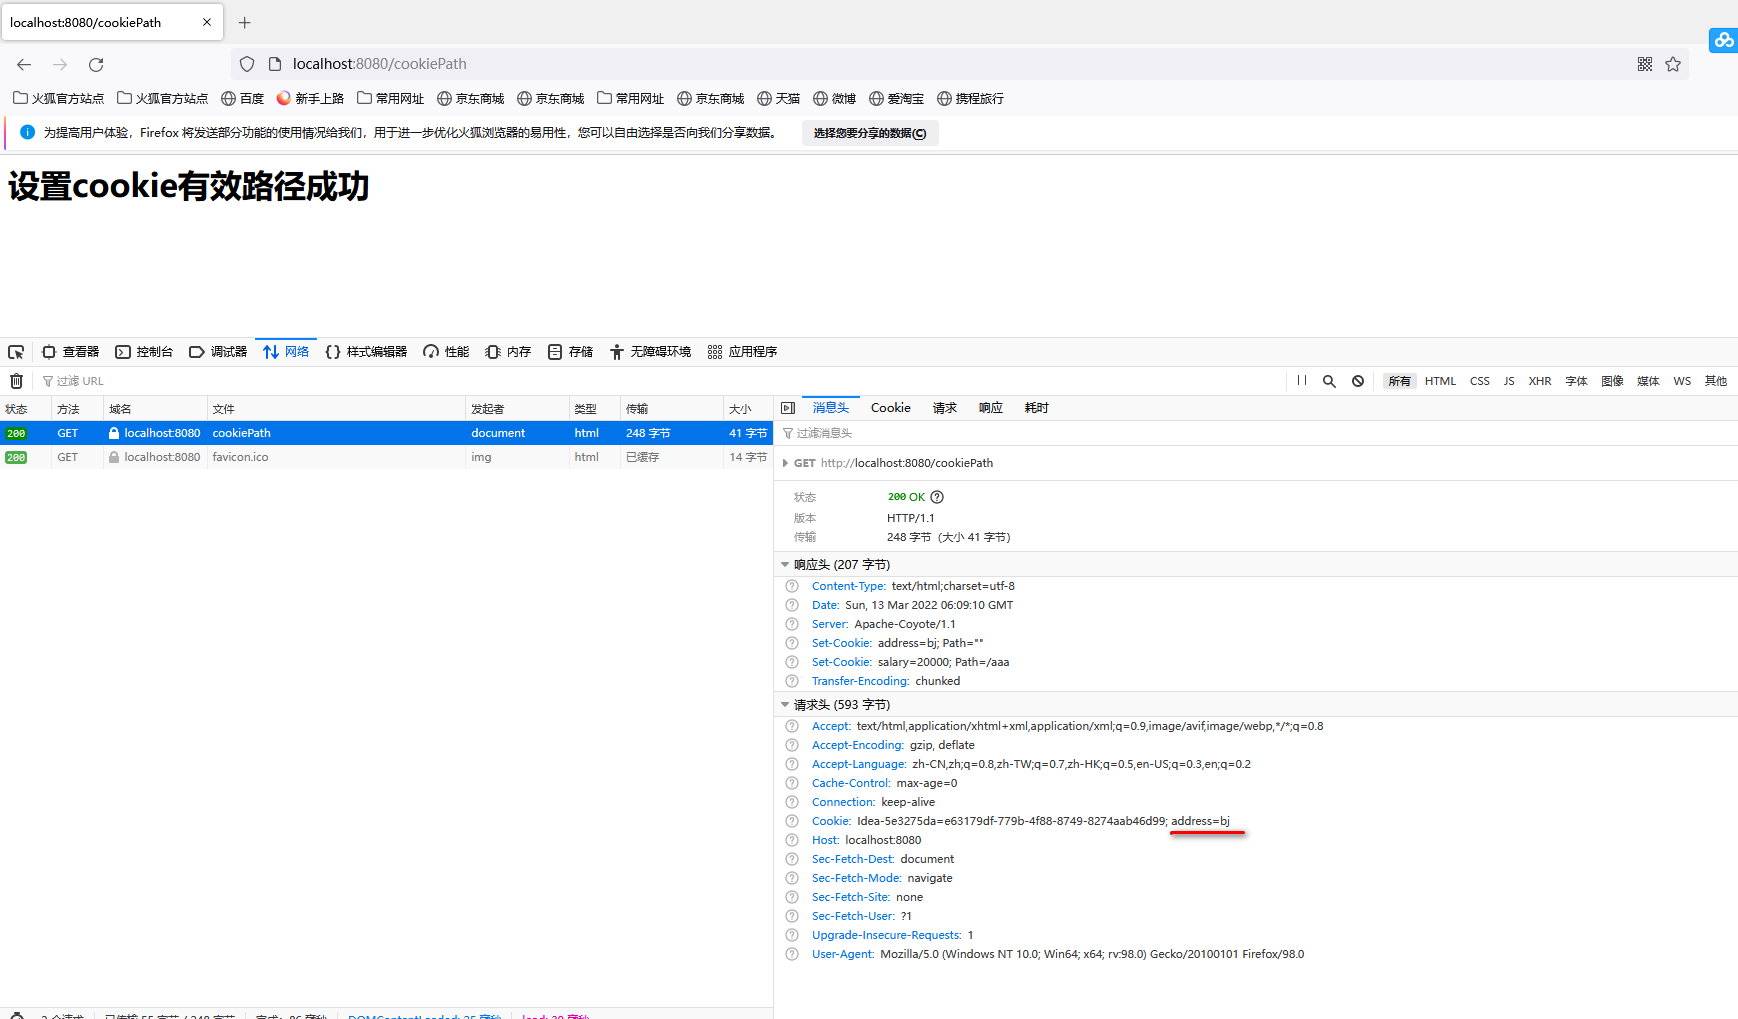 localhost:8080/cookiePath
localhost:8080/cookiePath
火狐官方站点 火狐官方站点 百度 新手上路 常用网址 京东商城 京东商城 常用网址 京东商城 天猫 微博 爱淘宝 携程旅行
为提高用户体验，Firefox 将发送部分功能的使用情况给我们，用于进一步优化火狐浏览器的易用性，您可以自由选择是否向我们分享数据。 选择您要分享的数据(C)
设置cookie有效路径成功
查看器 控制台 调试器 网络 样式编辑器 性能 内存 存储 无障碍环境 应用程序
过滤 URL 所有 HTML CSS JS XHR 字体 图像 媒体 WS 其他
状态 方法 域名 文件 发起者 类型 传输 大小
200 GET localhost:8080 cookiePath document html 248 字节 41 字节
200 GET localhost:8080 favicon.ico img html 已缓存 14 字节
消息头 Cookie 请求 响应 耗时
过滤消息头
GET http://localhost:8080/cookiePath
状态 200 OK
版本 HTTP/1.1
传输 248 字节 (大小 41 字节)
响应头 (207 字节)
Content-Type: text/html;charset=utf-8
Date: Sun, 13 Mar 2022 06:09:10 GMT
Server: Apache-Coyote/1.1
Set-Cookie: address=bj; Path=""
Set-Cookie: salary=20000; Path=/aaa
Transfer-Encoding: chunked
请求头 (593 字节)
Accept: text/html,application/xhtml+xml,application/xml;q=0.9,image/avif,image/webp,*/*;q=0.8
Accept-Encoding: gzip, deflate
Accept-Language: zh-CN,zh;q=0.8,zh-TW;q=0.7,zh-HK;q=0.5,en-US;q=0.3,en;q=0.2
Cache-Control: max-age=0
Connection: keep-alive
Cookie: Idea-5e3275da=e63179df-779b-4f88-8749-8274aab46d99; address=bj
Host: localhost:8080
Sec-Fetch-Dest: document
Sec-Fetch-Mode: navigate
Sec-Fetch-Site: none
Sec-Fetch-User: ?1
Upgrade-Insecure-Requests: 1
User-Agent: Mozilla/5.0 (Windows NT 10.0; Win64; x64; rv:98.0) Gecko/20100101 Firefox/98.0